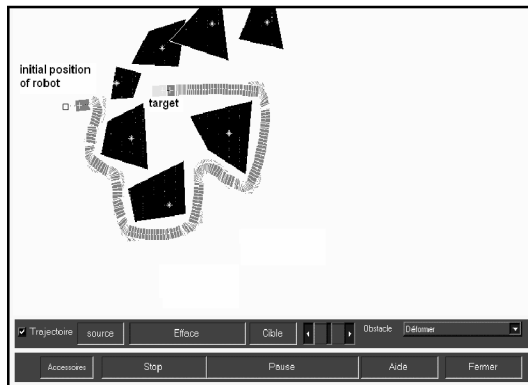 initial position
of robot
target
Trajectoire
source
Efface
Cible
Obstacle
Déformer
Accessoires
Stop
Pause
Aide
Fermer